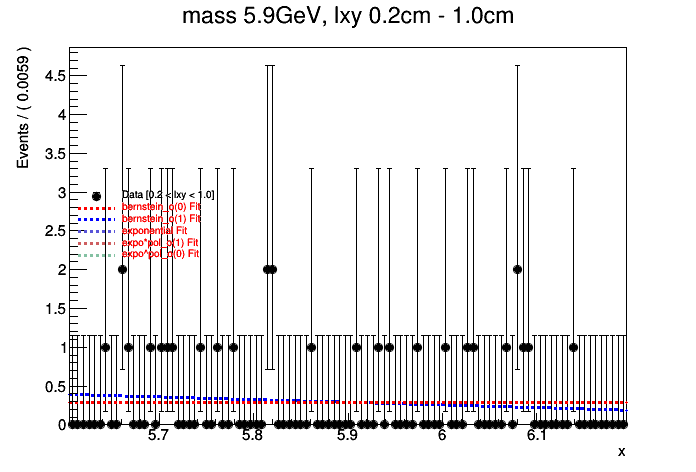 mass 5.9GeV, lxy 0.2cm - 1.0cm
Events / ( 0.0059 )
4.5
4
3.5
3
2.5
2
1.5
1
0.5
0
Data [0.2 < lxy < 1.0]
bernstein_o(0) Fit
bernstein_o(1) Fit
exponential Fit
expo*pol_o(1) Fit
expo^pol_o(0) Fit
5.7 5.8 5.9 6 6.1
x